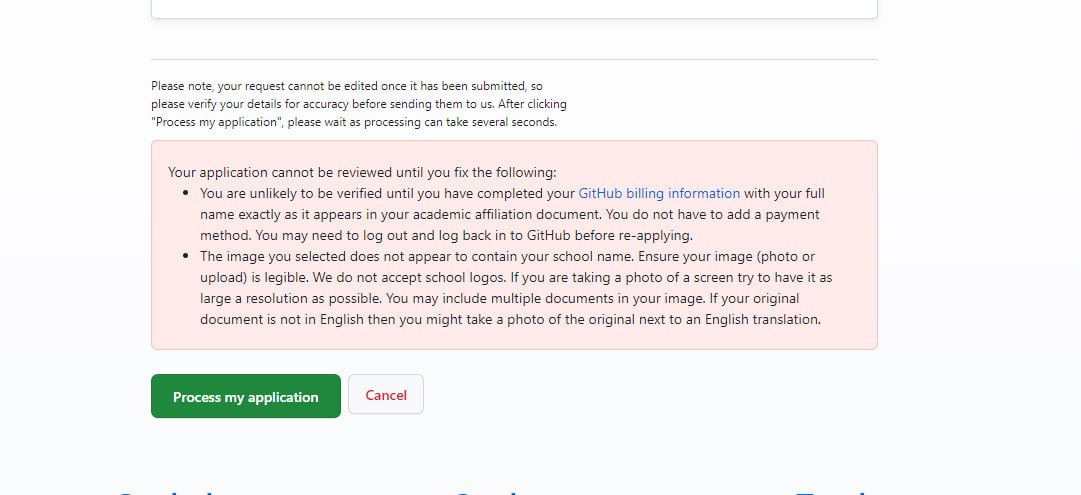 Please note, your request cannot be edited once it has been submitted, so
please verify your details for accuracy before sending them to us. After clicking
"Process my application", please wait as processing can take several seconds.
Your application cannot be reviewed until you fix the following:
• You are unlikely to be verified until you have completed your GitHub billing information with your full
name exactly as it appears in your academic affiliation document. You do not have to add a payment
method. You may need to log out and log back in to GitHub before re-applying.
• The image you selected does not appear to contain your school name. Ensure your image (photo or
upload) is legible. We do not accept school logos. If you are taking a photo of a screen try to have it as
large a resolution as possible. You may include multiple documents in your image. If your original
document is not in English then you might take a photo of the original next to an English translation.
Process my application
Cancel